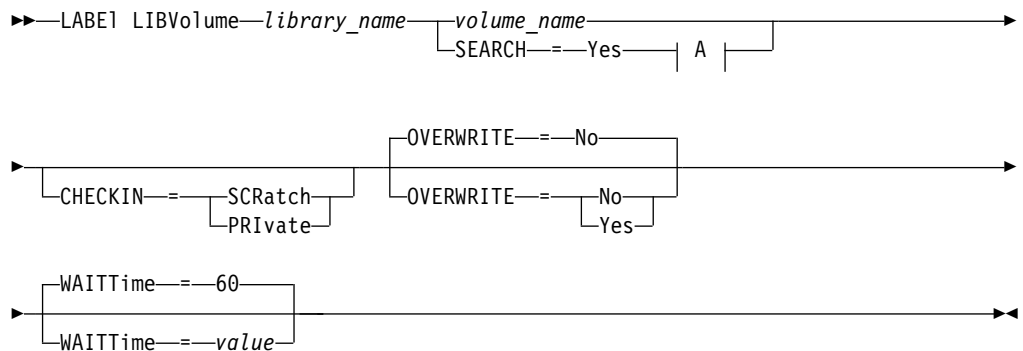 LABEl LIBVolume library_name volume_name
SEARCH = Yes A
OVERWRITE = No
CHECKIN = SCRatch OVERWRITE = No
PRIvate Yes
WAITTime = 60
WAITTime = value